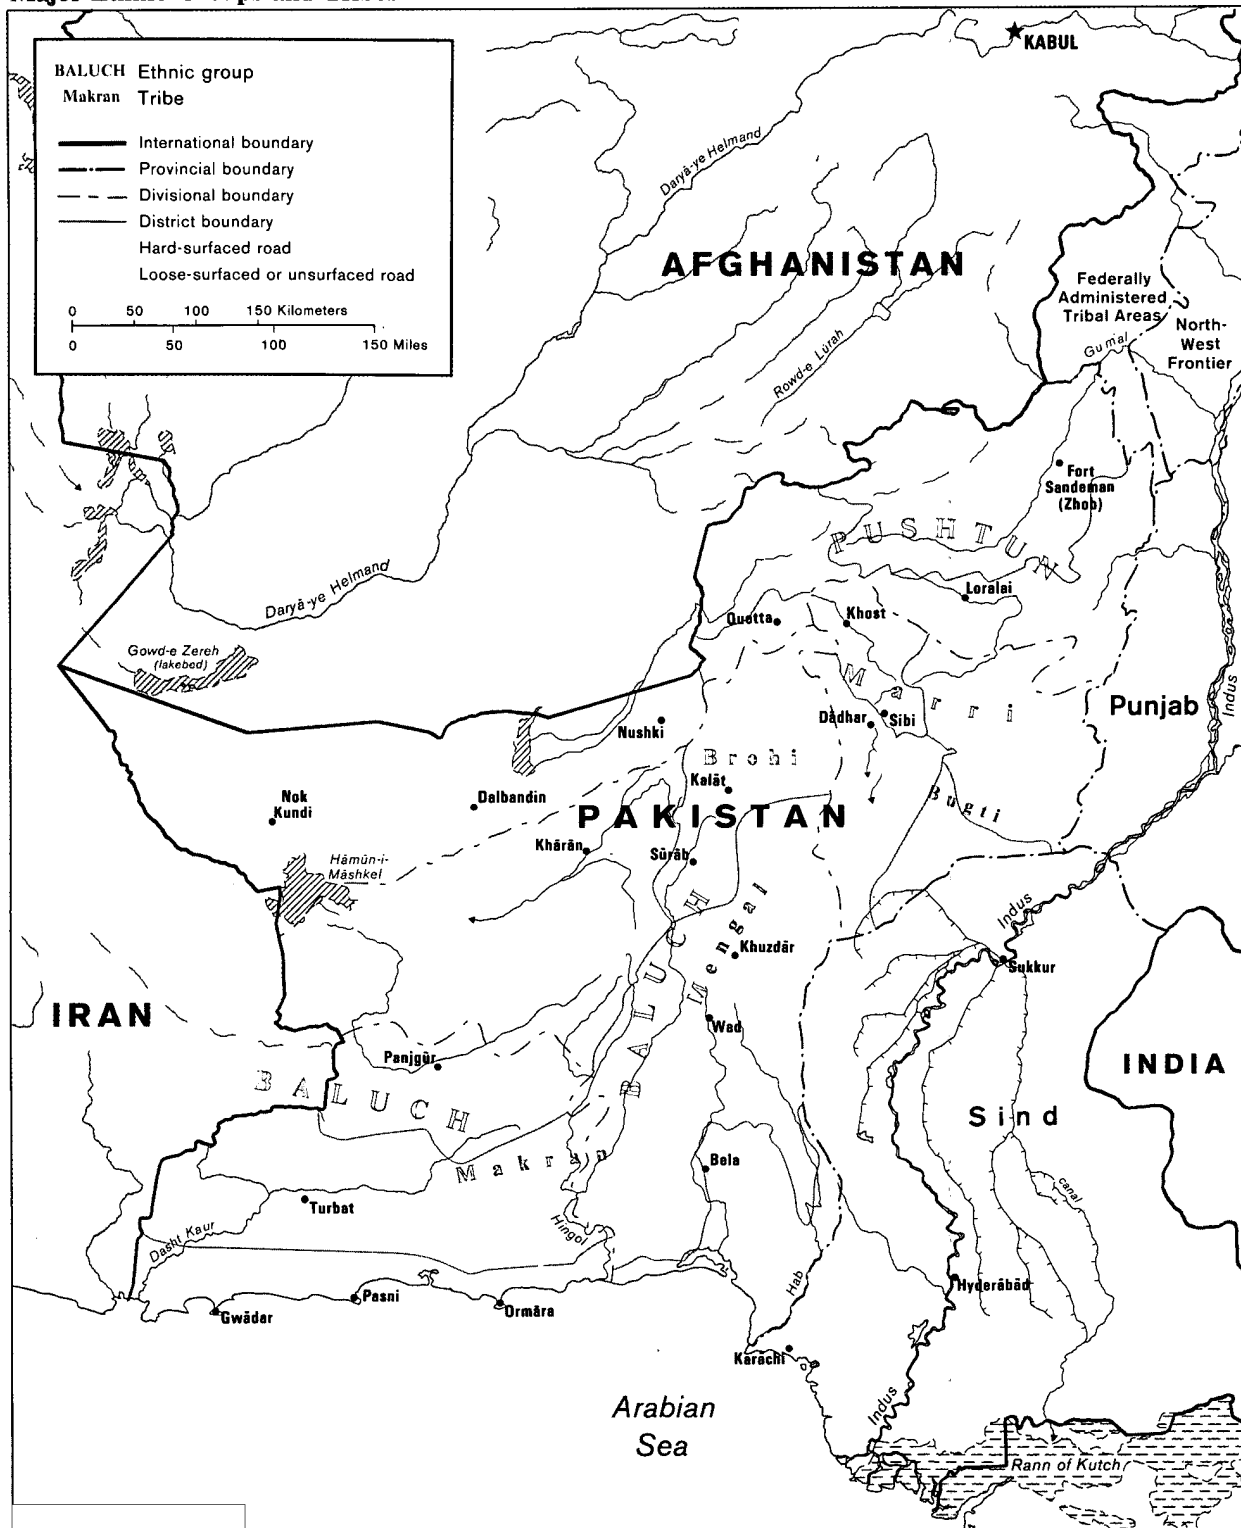 BALUCH Ethnic group
Makran Tribe
International boundary
Provincial boundary
Divisional boundary
District boundary
Hard-surfaced road
Loose-surfaced or unsurfaced road
0 50 100 150 Kilometers
0 50 100 150 Miles
KABUL
Daryā-ye Helmand
AFGHANISTAN
Federally
Administered
Tribal Areas
North-
West
Frontier
Gumal
Rowd-e Lūrah
Fort
Sandeman
(Zhob)
PUSHTUN
Daryā-ye Helmand
Loralai
Quetta
Khost
Gowd-e Zereh
(lakebed)
Marri
Punjab
Indus
Dādhar
Sibi
Nushki
Brohi
Kalāt
Nok
Kundi
Dalbandin
Bugti
PAKISTAN
Khārān
Sūrāb
Hāmūn-i-
Māshkel
BALUCH
Mengal
Indus
Khuzdār
Sukkur
IRAN
Wad
Panjgūr
INDIA
BALUCH
Sind
Makran
Bela
canal
Turbat
Dasht Kaur
Hingol
Hab
Hyderābād
Pasni
Gwādar
Ormāra
Karachi
Arabian
Sea
Indus
Rann of Kutch